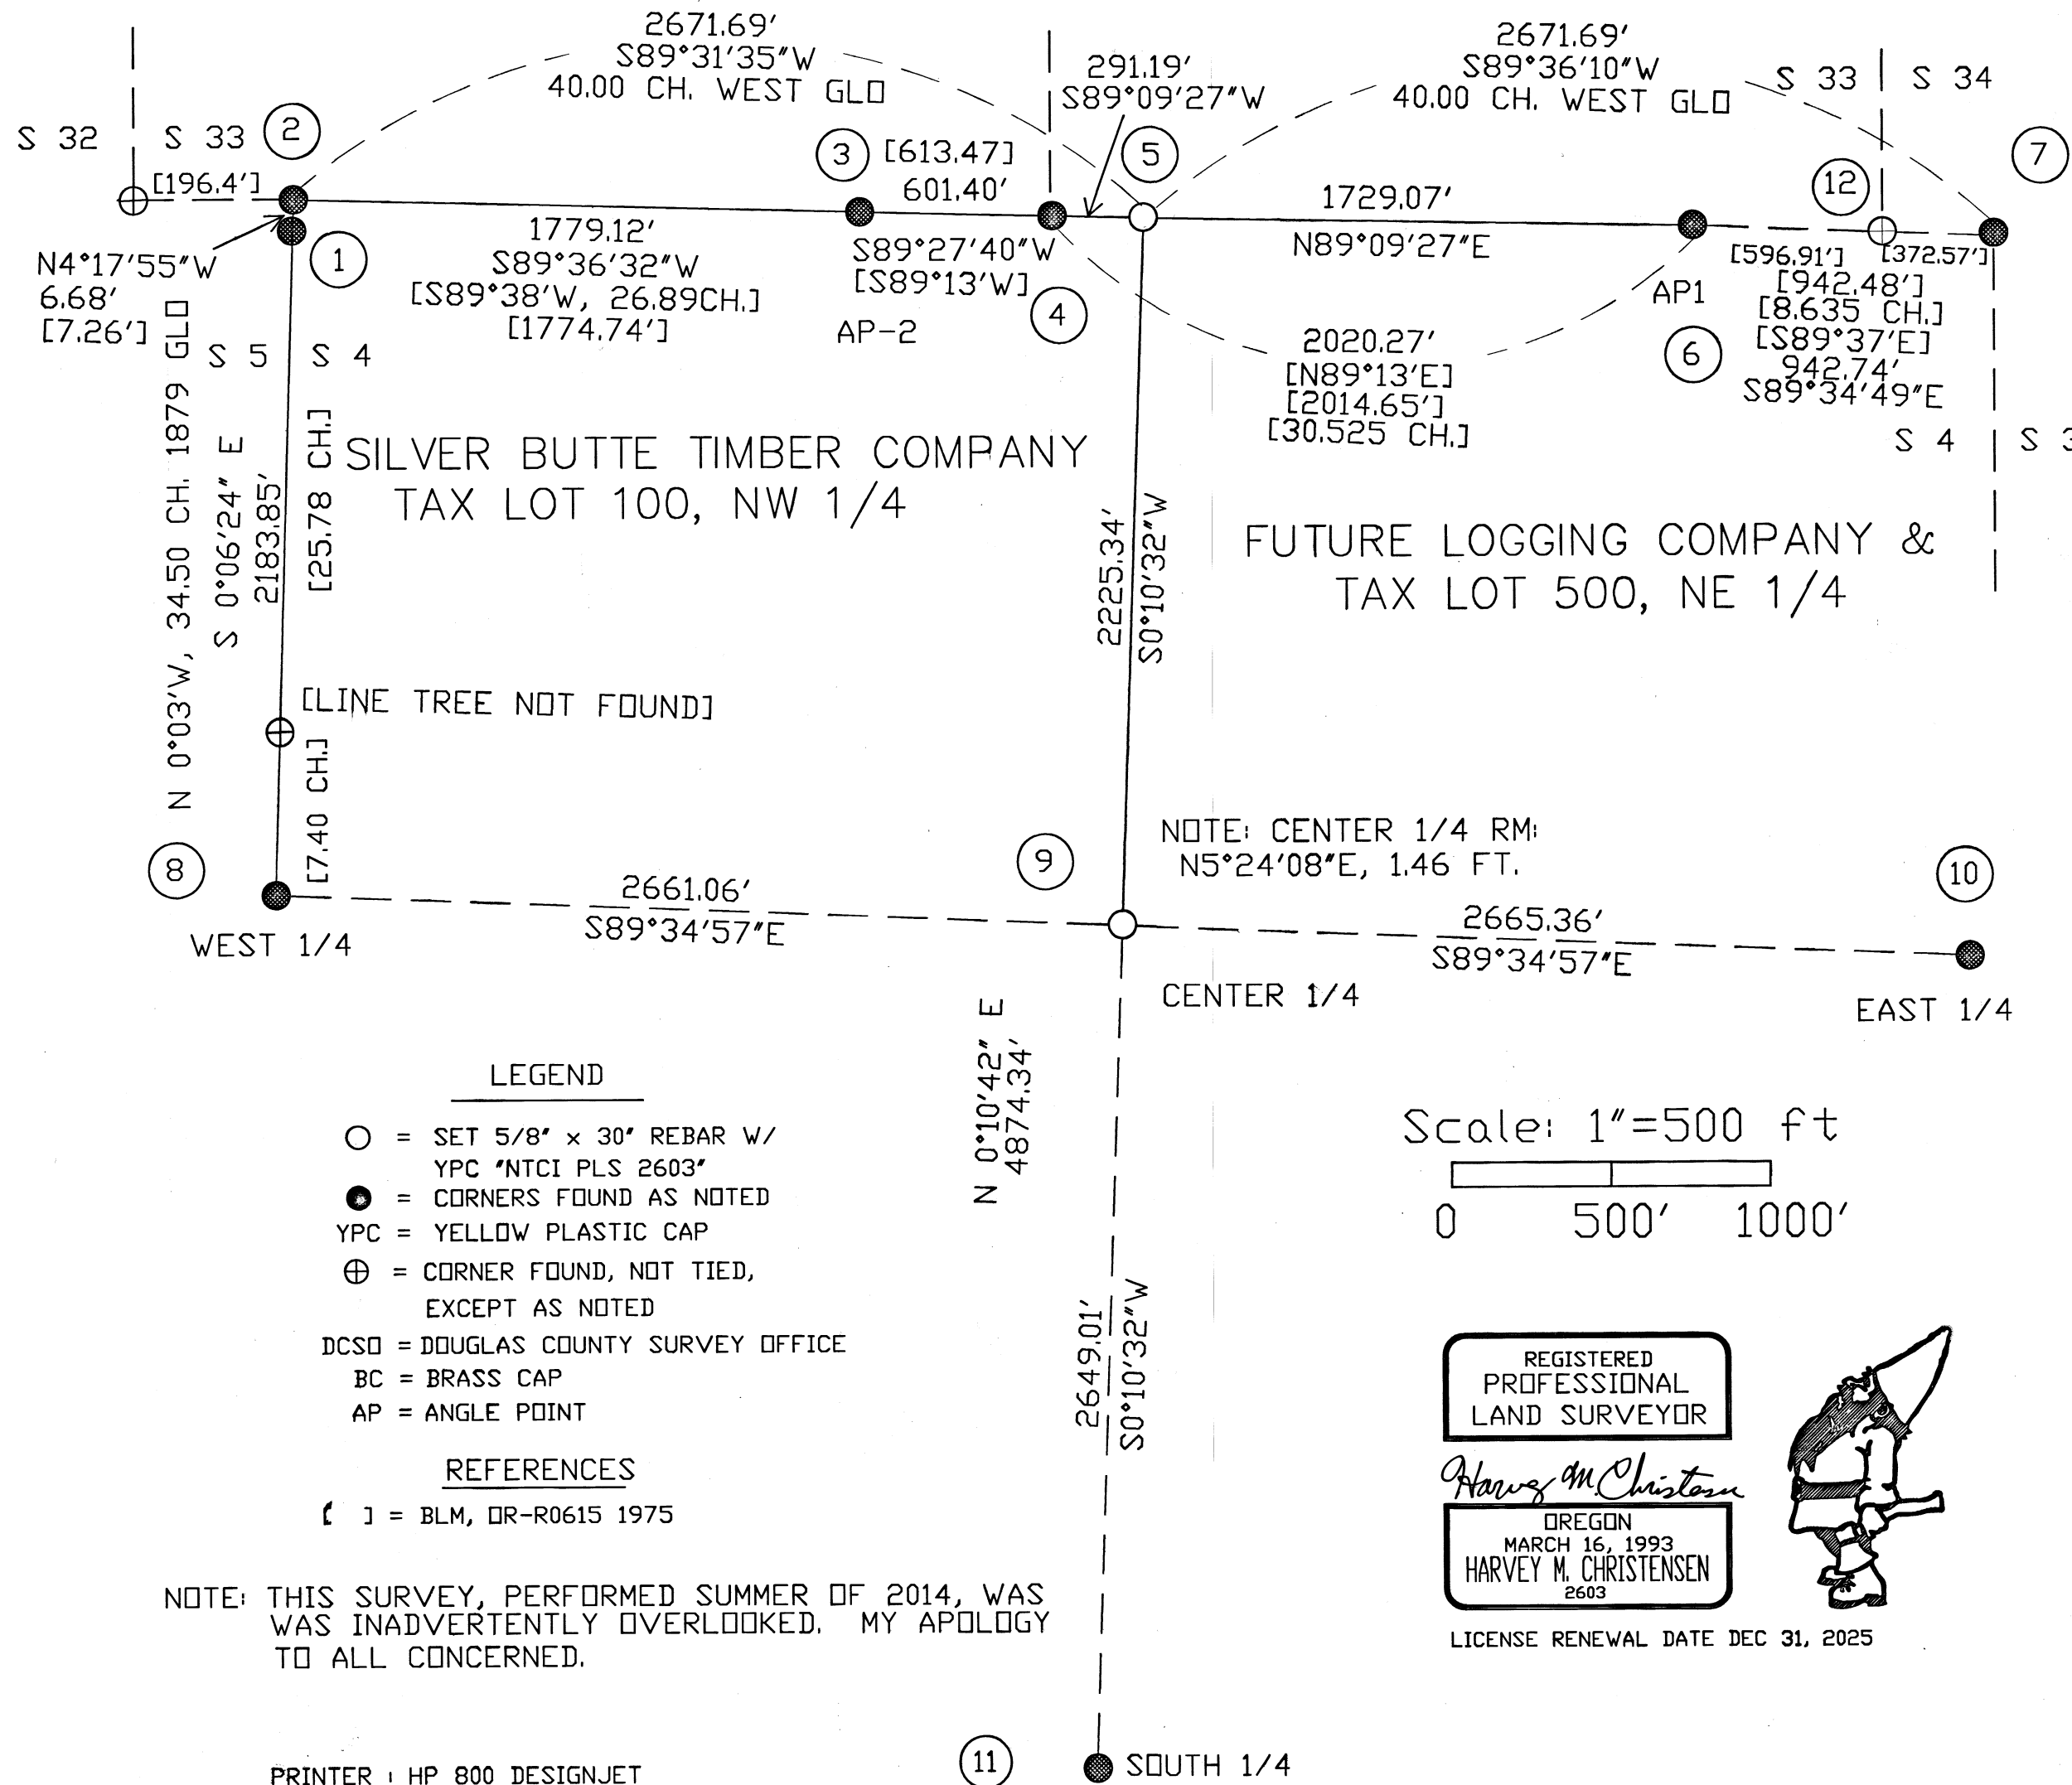 2671.69'
S89°31'35"W
40.00 CH. WEST GLO
291.19'
S89°09'27"W
2671.69'
S89°36'10"W
40.00 CH. WEST GLO
S 33
S 34
S 32
S 33
2
3
[613.47]
601.40'
5
12
7
[196.4']
1729.07'
N89°09'27"E
N4°17'55"W
6.68'
[7.26']
1
1779.12'
S89°36'32"W
[S89°38'W, 26.89CH.]
[1774.74']
S89°27'40"W
[S89°13'W]
AP-2
4
2020.27'
[N89°13'E]
[2014.65']
[30.525 CH.]
AP1
6
[596.91']
[372.57']
[942.48']
[8.635 CH.]
[S89°37'E]
942.74'
S89°34'49"E
S 5
S 4
S 4
S 3
N 0°03'W, 34.50 CH. 1879 GLO
S 0°06'24" E
2183.85'
[25.78 CH.]
SILVER BUTTE TIMBER COMPANY
TAX LOT 100, NW 1/4
2225.34'
S0°10'32"W
FUTURE LOGGING COMPANY &
TAX LOT 500, NE 1/4
[LINE TREE NOT FOUND]
[7.40 CH.]
NOTE: CENTER 1/4 RM:
N5°24'08"E, 1.46 FT.
8
9
10
2661.06'
S89°34'57"E
2665.36'
S89°34'57"E
WEST 1/4
CENTER 1/4
EAST 1/4
N 0°10'42" E
4874.34'
2649.01'
S0°10'32"W
LEGEND
= SET 5/8" x 30" REBAR W/
YPC "NTCI PLS 2603"
= CORNERS FOUND AS NOTED
YPC = YELLOW PLASTIC CAP
= CORNER FOUND, NOT TIED,
EXCEPT AS NOTED
DCSO = DOUGLAS COUNTY SURVEY OFFICE
BC = BRASS CAP
AP = ANGLE POINT
REFERENCES
[ ] = BLM, OR-R0615 1975
Scale: 1"=500 ft
0 500' 1000'
REGISTERED
PROFESSIONAL
LAND SURVEYOR
Harvey M. Christensen
OREGON
MARCH 16, 1993
HARVEY M. CHRISTENSEN
2603
LICENSE RENEWAL DATE DEC 31, 2025
NOTE: THIS SURVEY, PERFORMED SUMMER OF 2014, WAS
WAS INADVERTENTLY OVERLOOKED. MY APOLOGY
TO ALL CONCERNED.
11
SOUTH 1/4
PRINTER : HP 800 DESIGNJET